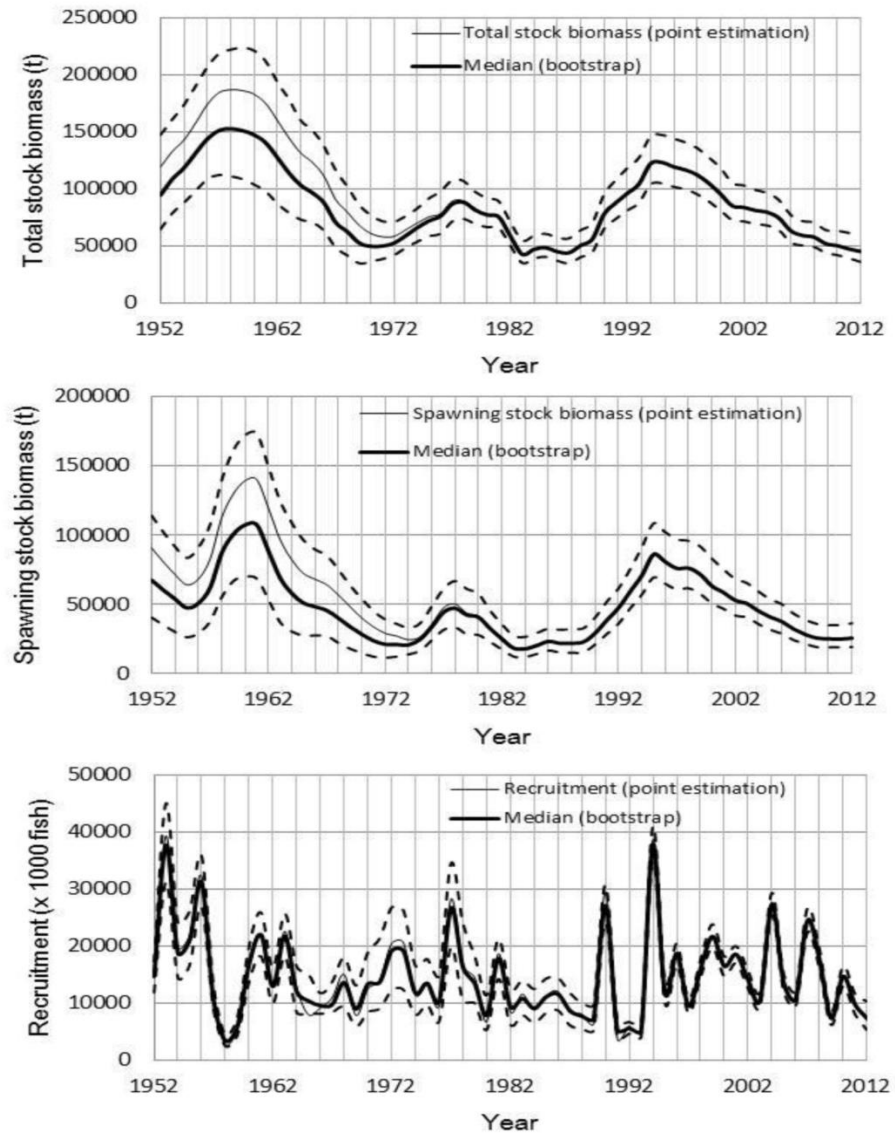 250000
Total stock biomass (point estimation)
200000
Median (bootstrap)
150000
100000
50000
0
Total stock biomass (t)
1952 1962 1972 1982 1992 2002 2012
Year
200000
Spawning stock biomass (point estimation)
150000
Median (bootstrap)
100000
50000
0
Spawning stock biomass (t)
1952 1962 1972 1982 1992 2002 2012
Year
50000
Recruitment (point estimation)
40000
Median (bootstrap)
30000
20000
10000
0
Recruitment (x 1000 fish)
1952 1962 1972 1982 1992 2002 2012
Year